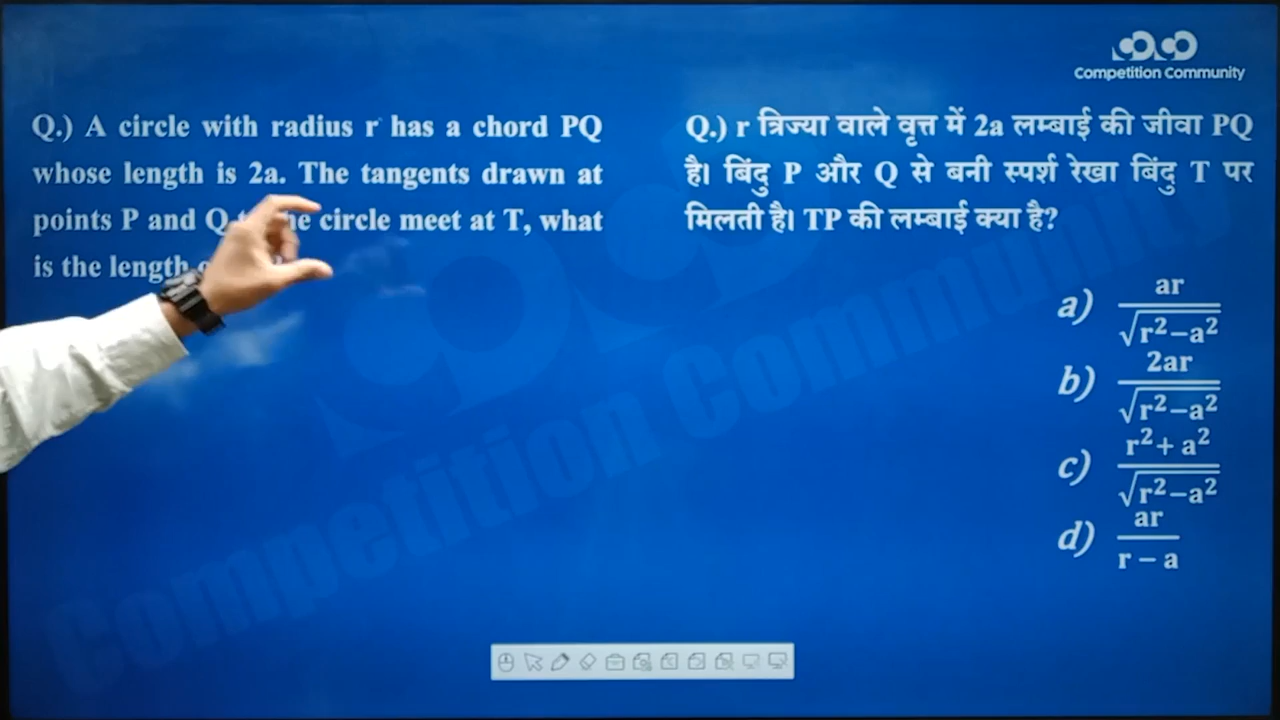 Competition Community
Q.) A circle with radius r has a chord PQ
whose length is 2a. The tangents drawn at
points P and Q circle meet at T, what
is the length
Q.) r त्रिज्या वाले वृत्त में 2a लम्बाई की जीवा PQ
है। बिंदु P और Q से बनी स्पर्श रेखा बिंदु T पर
मिलती है। TP की लम्बाई क्या है?
a) ar / √(r²−a²)
b) 2ar / √(r²−a²)
c) r²+ a² / √(r²−a²)
d) ar / r − a
Competition Community